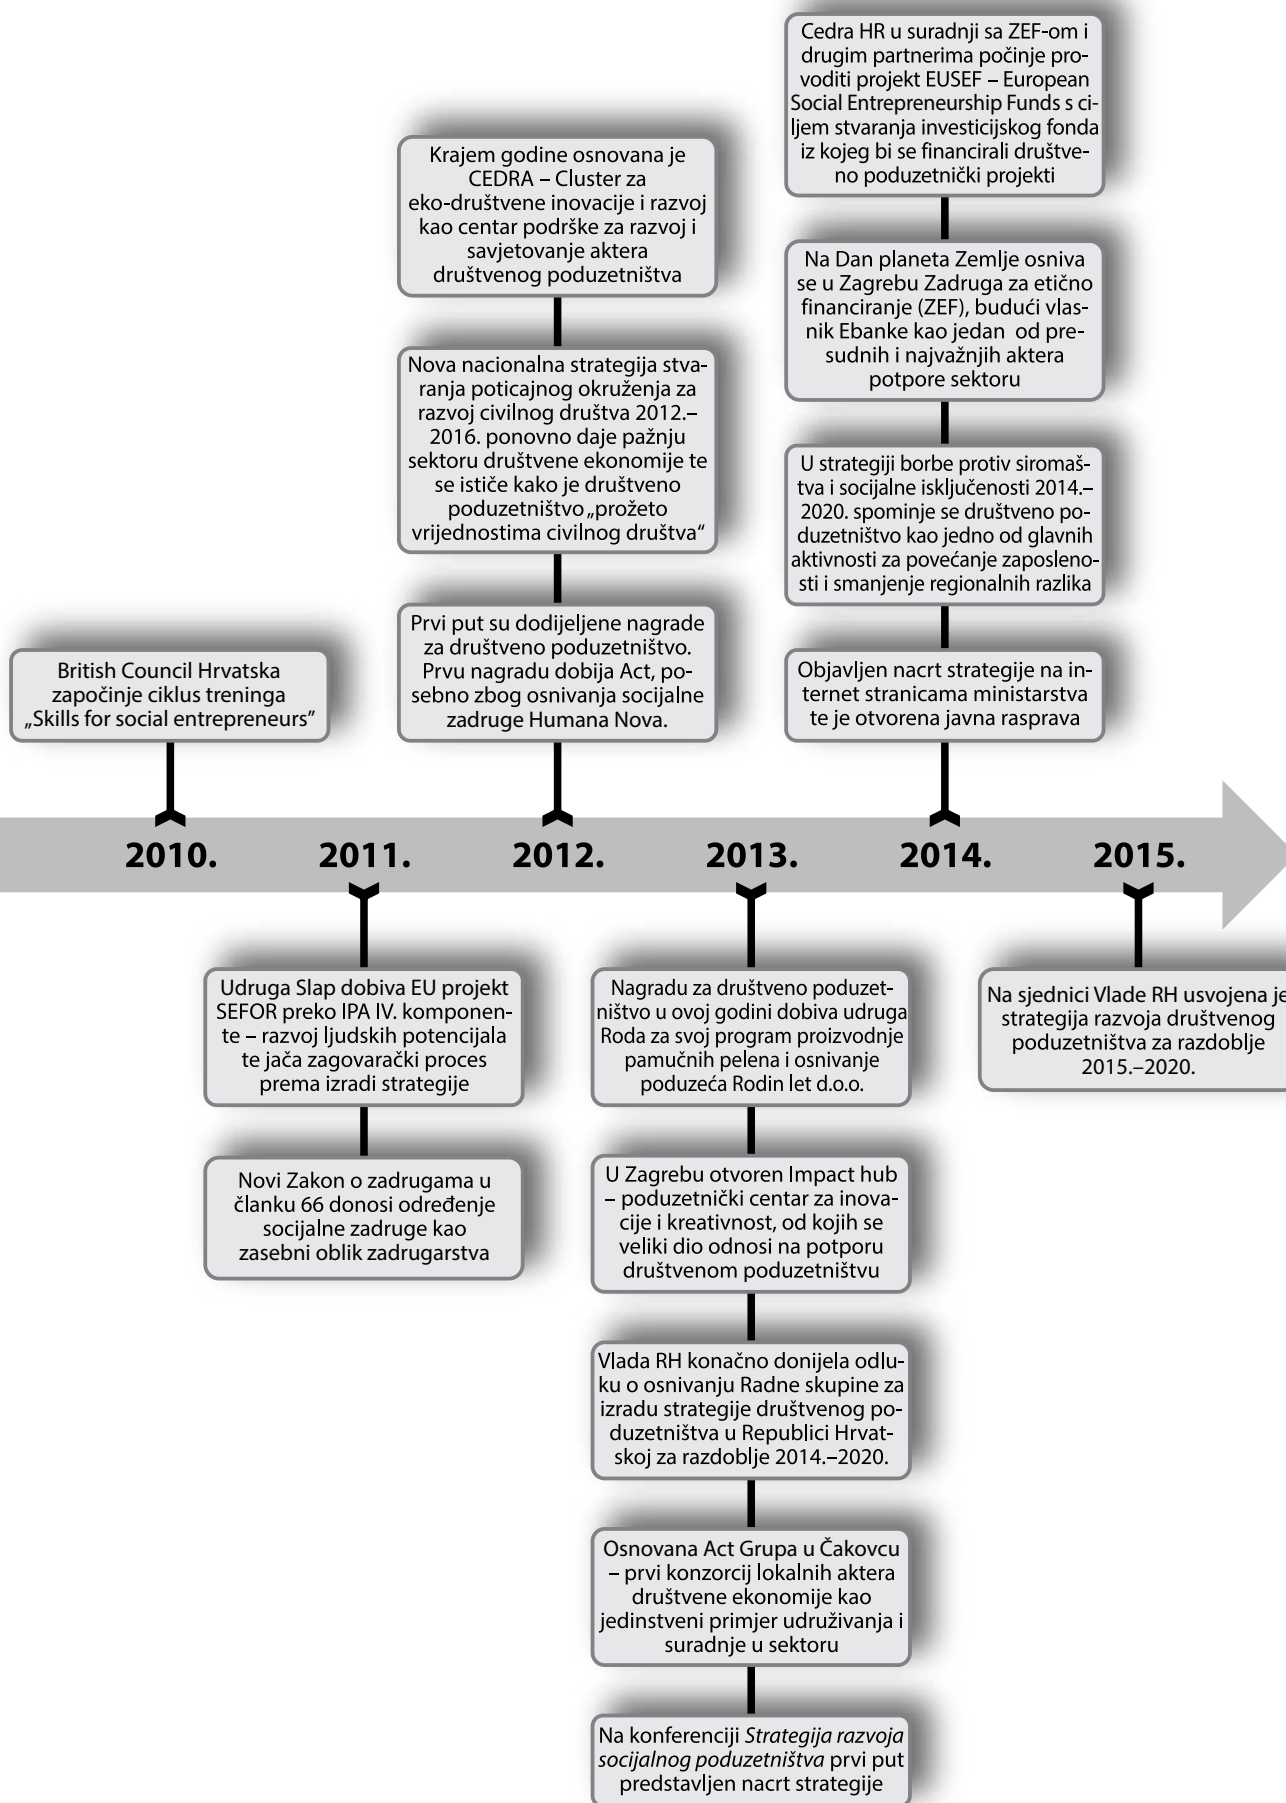 Cedra HR u suradnji sa ZEF-om i
drugim partnerima počinje pro-
voditi projekt EUSEF – European
Social Entrepreneurship Funds s ci-
ljem stvaranja investicijskog fonda
iz kojeg bi se financirali društve-
no poduzetnički projekti
Krajem godine osnovana je
CEDRA – Cluster za
eko-društvene inovacije i razvoj
kao centar podrške za razvoj i
savjetovanje aktera
društvenog poduzetništva
Na Dan planeta Zemlje osniva
se u Zagrebu Zadruga za etično
financiranje (ZEF), budući vlas-
nik Ebanke kao jedan od pre-
sudnih i najvažnjih aktera
potpore sektoru
Nova nacionalna strategija stva-
ranja poticajnog okruženja za
razvoj civilnog društva 2012.–
2016. ponovno daje pažnju
sektoru društvene ekonomije te
se ističe kako je društveno
poduzetništvo „prožeto
vrijednostima civilnog društva“
U strategiji borbe protiv siromaš-
tva i socijalne isključenosti 2014.–
2020. spominje se društveno po-
duzetništvo kao jedno od glavnih
aktivnosti za povećanje zaposleno-
sti i smanjenje regionalnih razlika
Prvi put su dodijeljene nagrade
za društveno poduzetništvo.
Prvu nagradu dobija Act, po-
sebno zbog osnivanja socijalne
zadruge Humana Nova.
British Council Hrvatska
započinje ciklus treninga
„Skills for social entrepreneurs”
Objavljen nacrt strategije na in-
ternet stranicama ministarstva
te je otvorena javna rasprava
2010. 2011. 2012. 2013. 2014. 2015.
Udruga Slap dobiva EU projekt
SEFOR preko IPA IV. komponen-
te – razvoj ljudskih potencijala
te jača zagovarački proces
prema izradi strategije
Novi Zakon o zadrugama u
članku 66 donosi određenje
socijalne zadruge kao
zasebni oblik zadrugarstva
Nagradu za društveno poduzet-
ništvo u ovoj godini dobiva udruga
Roda za svoj program proizvodnje
pamučnih pelena i osnivanje
poduzeća Rodin let d.o.o.
U Zagrebu otvoren Impact hub
– poduzetnički centar za inova-
cije i kreativnost, od kojih se
veliki dio odnosi na potporu
društvenom poduzetništvu
Vlada RH konačno donijela odlu-
ku o osnivanju Radne skupine za
izradu strategije društvenog po-
duzetništva u Republici Hrvat-
skoj za razdoblje 2014.–2020.
Osnovana Act Grupa u Čakovcu
– prvi konzorcij lokalnih aktera
društvene ekonomije kao
jedinstveni primjer udruživanja i
suradnje u sektoru
Na konferenciji Strategija razvoja
socijalnog poduzetništva prvi put
predstavljen nacrt strategije
Na sjednici Vlade RH usvojena je
strategija razvoja društvenog
poduzetništva za razdoblje
2015.–2020.